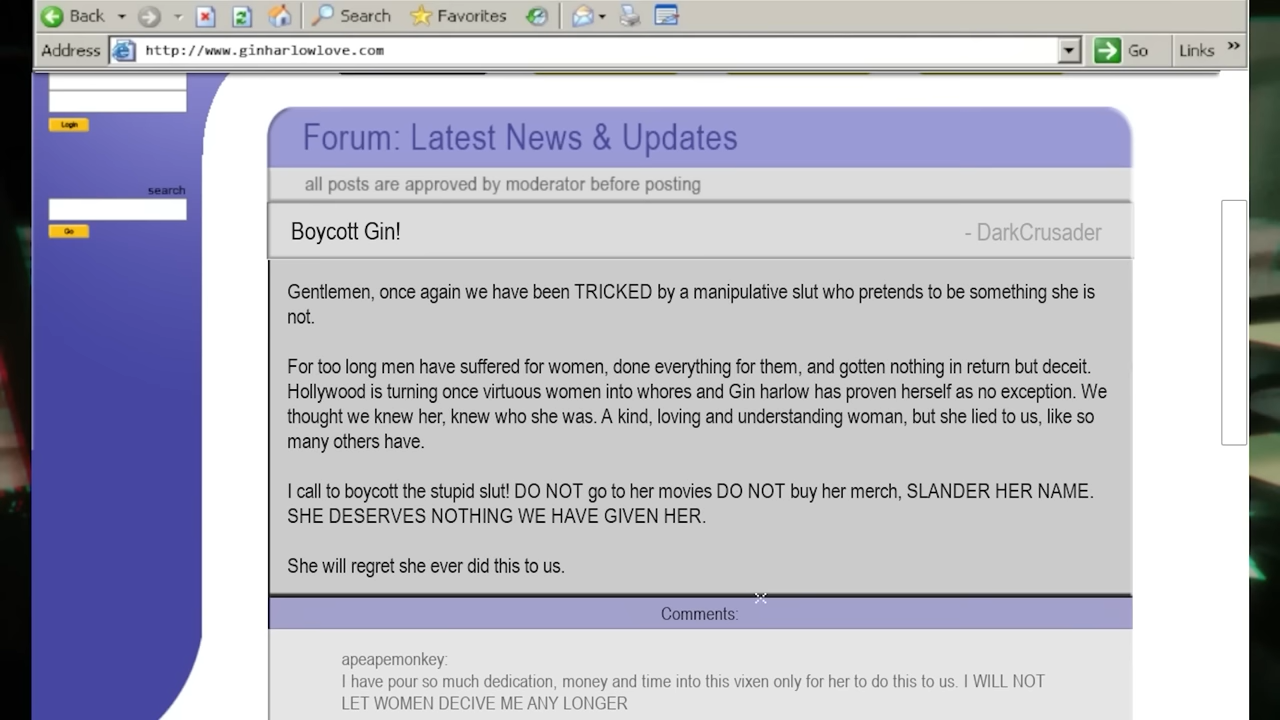 Back
Search
Favorites
Address
http://www.ginharlowlove.com
Go
Links
Login
search
Go
Forum: Latest News & Updates
all posts are approved by moderator before posting
Boycott Gin!
- DarkCrusader
Gentlemen, once again we have been TRICKED by a manipulative slut who pretends to be something she is
not.
For too long men have suffered for women, done everything for them, and gotten nothing in return but deceit.
Hollywood is turning once virtuous women into whores and Gin harlow has proven herself as no exception. We
thought we knew her, knew who she was. A kind, loving and understanding woman, but she lied to us, like so
many others have.
I call to boycott the stupid slut! DO NOT go to her movies DO NOT buy her merch, SLANDER HER NAME.
SHE DESERVES NOTHING WE HAVE GIVEN HER.
She will regret she ever did this to us.
Comments:
apeapemonkey:
I have pour so much dedication, money and time into this vixen only for her to do this to us. I WILL NOT
LET WOMEN DECIVE ME ANY LONGER